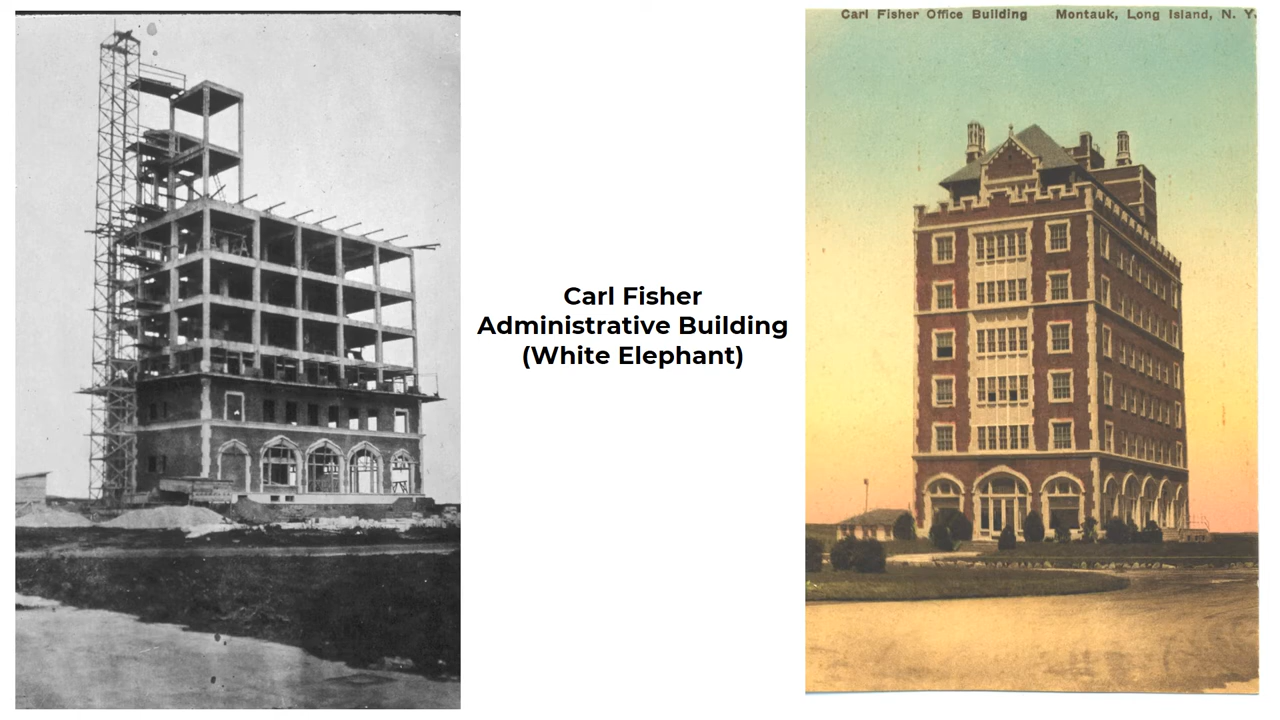 Carl Fisher
Administrative Building
(White Elephant)
Carl Fisher Office Building Montauk, Long Island, N. Y.